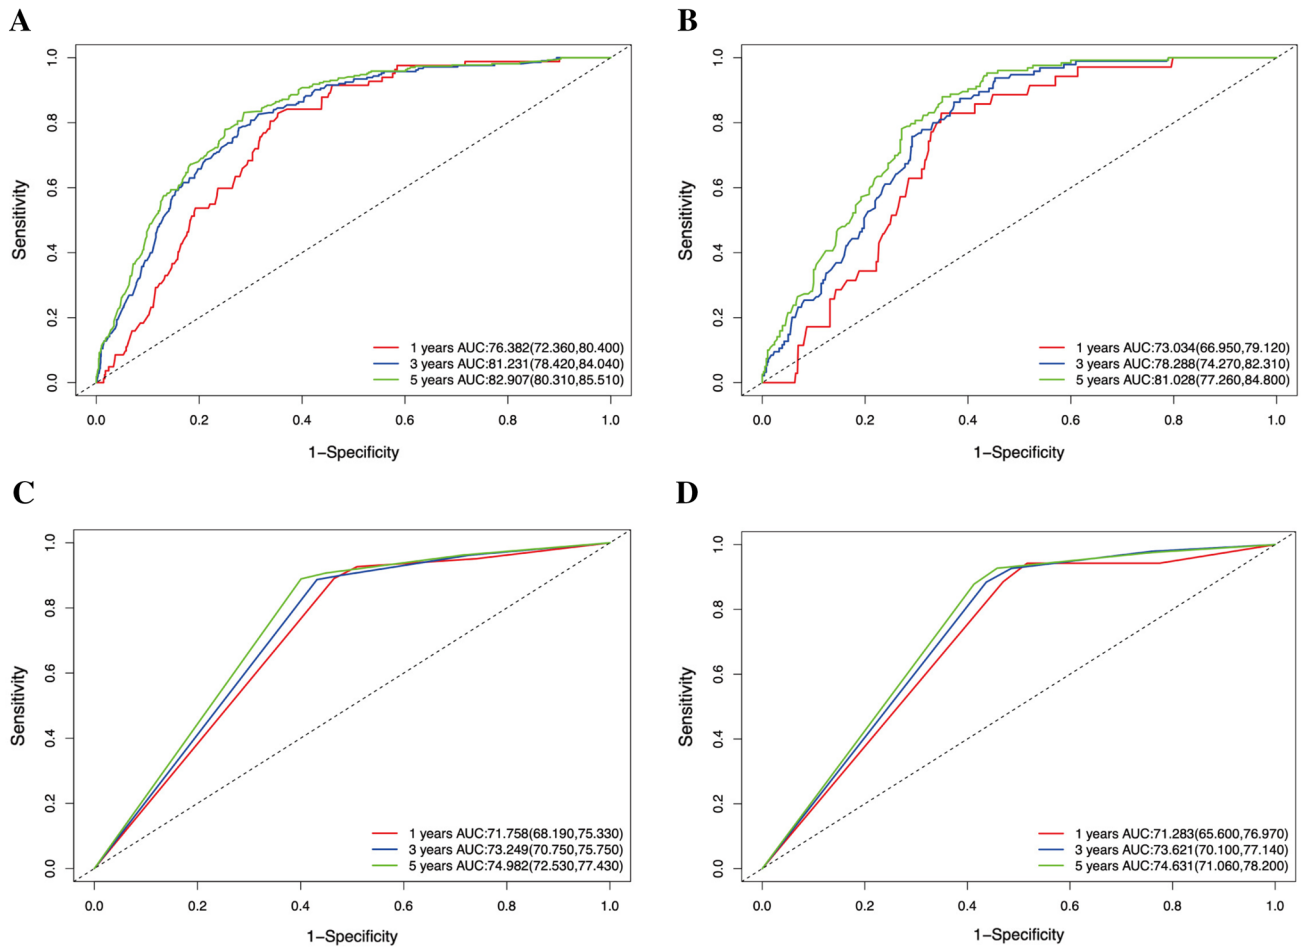 A
Sensitivity
1.0
0.8
0.6
0.4
0.2
0.0
1 years AUC:76.382(72.360,80.400)
3 years AUC:81.231(78.420,84.040)
5 years AUC:82.907(80.310,85.510)
0.0 0.2 0.4 0.6 0.8 1.0
1−Specificity
B
Sensitivity
1.0
0.8
0.6
0.4
0.2
0.0
1 years AUC:73.034(66.950,79.120)
3 years AUC:78.288(74.270,82.310)
5 years AUC:81.028(77.260,84.800)
0.0 0.2 0.4 0.6 0.8 1.0
1−Specificity
C
Sensitivity
1.0
0.8
0.6
0.4
0.2
0.0
1 years AUC:71.758(68.190,75.330)
3 years AUC:73.249(70.750,75.750)
5 years AUC:74.982(72.530,77.430)
0.0 0.2 0.4 0.6 0.8 1.0
1−Specificity
D
Sensitivity
1.0
0.8
0.6
0.4
0.2
0.0
1 years AUC:71.283(65.600,76.970)
3 years AUC:73.621(70.100,77.140)
5 years AUC:74.631(71.060,78.200)
0.0 0.2 0.4 0.6 0.8 1.0
1−Specificity